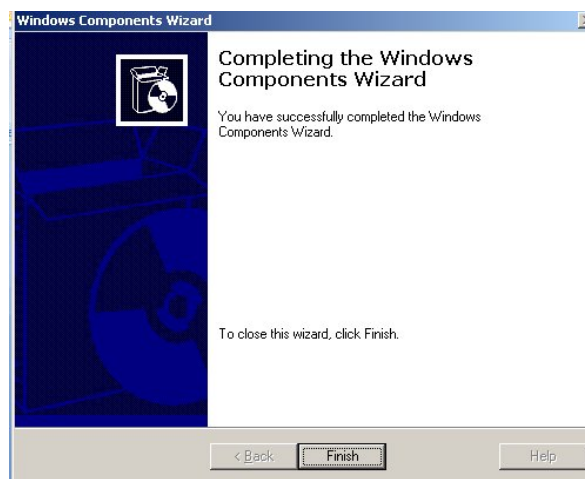 Windows Components Wizard
Completing the Windows
Components Wizard
You have successfully completed the Windows
Components Wizard.
To close this wizard, click Finish.
< Back
Finish
Help